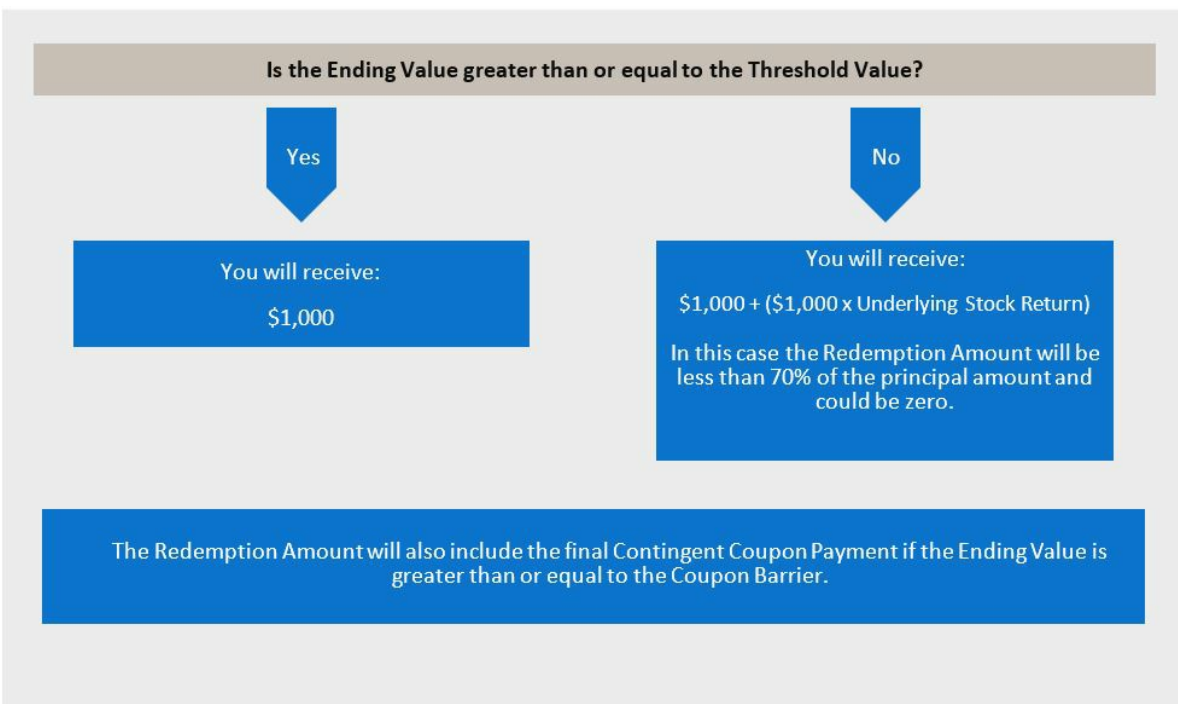 Is the Ending Value greater than or equal to the Threshold Value?
Yes
No
You will receive:
$1,000
You will receive:
$1,000 + ($1,000 x Underlying Stock Return)
In this case the Redemption Amount will be
less than 70% of the principal amount and
could be zero.
The Redemption Amount will also include the final Contingent Coupon Payment if the Ending Value is
greater than or equal to the Coupon Barrier.